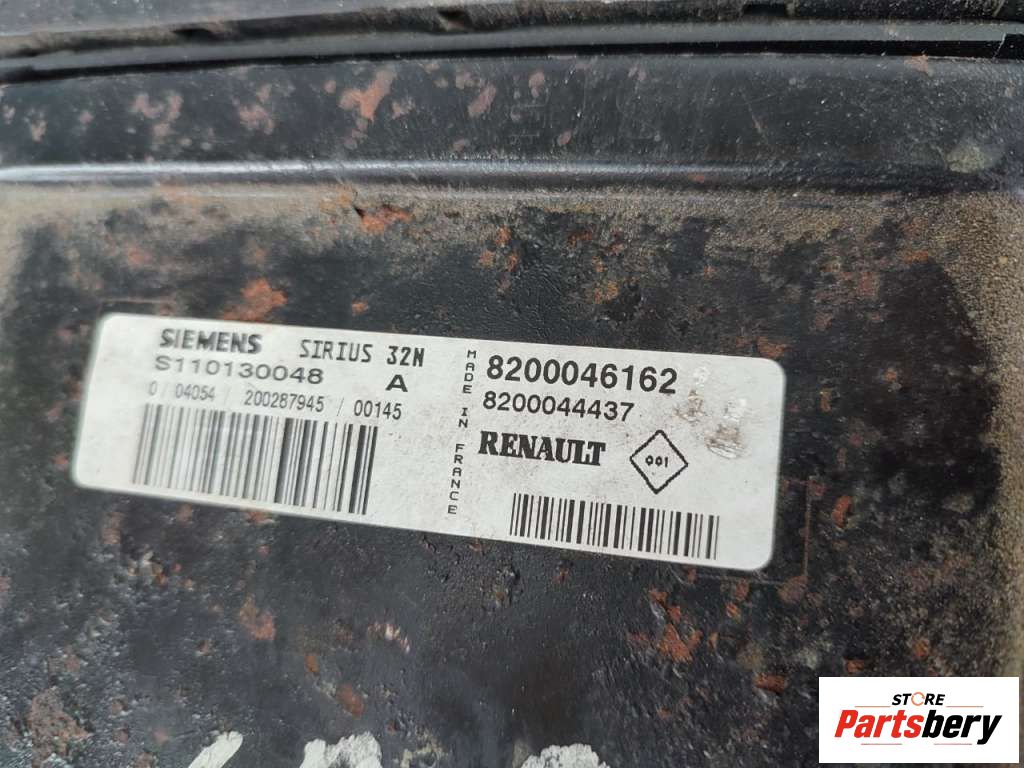 SIEMENS SIRIUS 32N
S110130048 A
0 04054 / 200287945 / 00145
MADE IN FRANCE
8200046162
8200044437
RENAULT 001
STORE
Partsbery